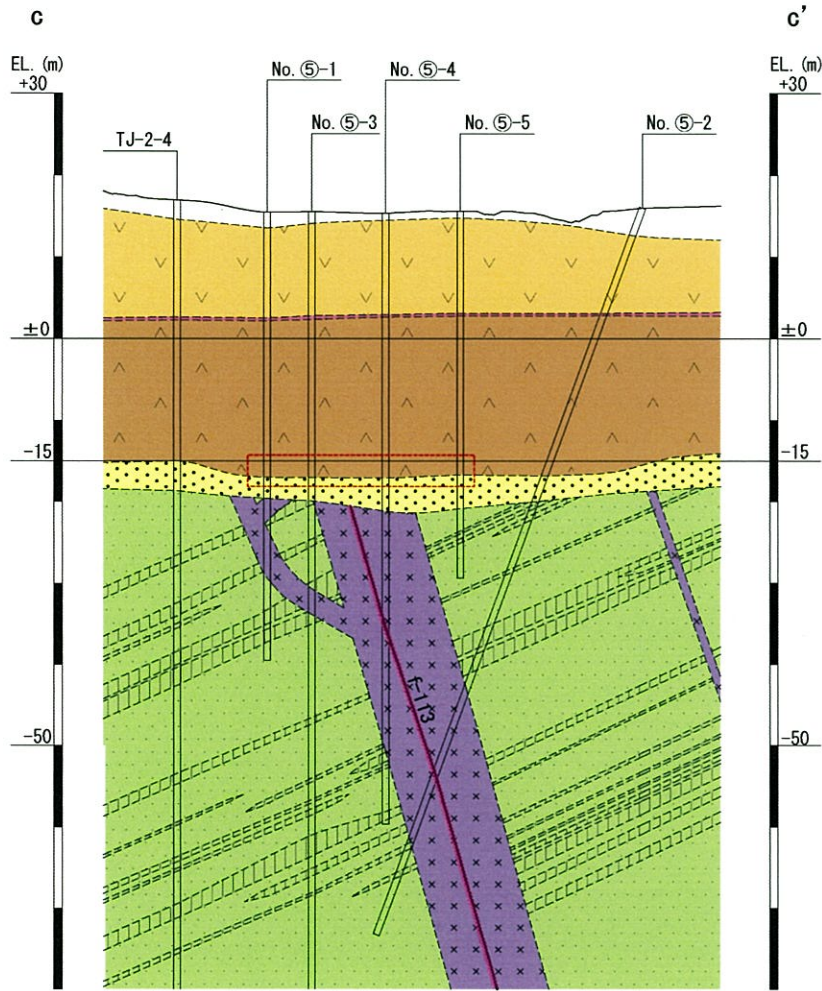 C
C'
EL. (m)
+30
EL. (m)
+30
No. ⑤-1
No. ⑤-4
TJ-2-4
No. ⑤-3
No. ⑤-5
No. ⑤-2
±0
±0
-15
-15
f-113
-50
-50